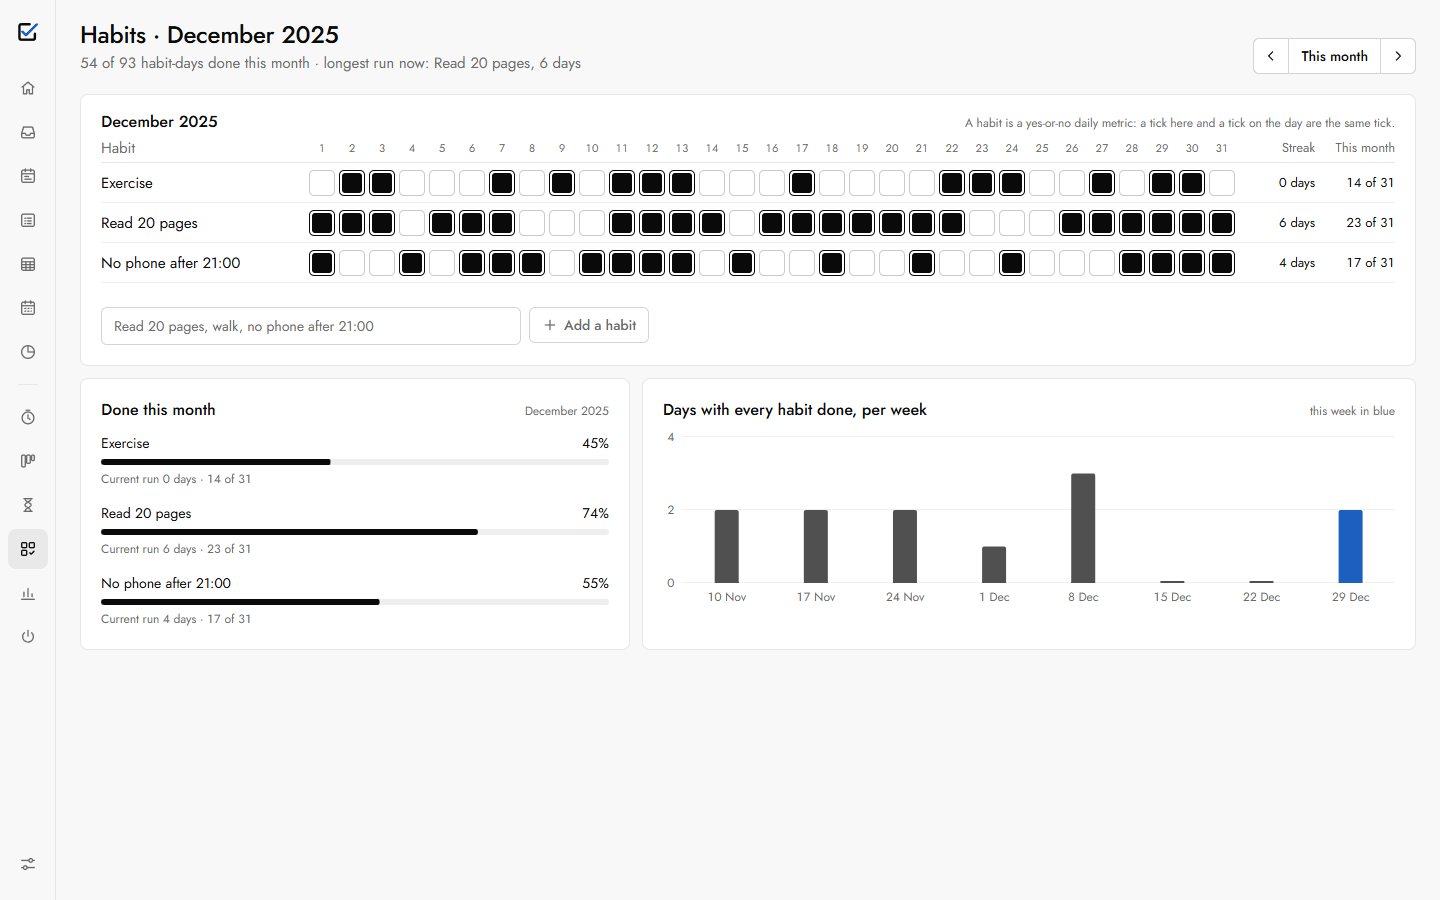 Habits · December 2025
54 of 93 habit-days done this month · longest run now: Read 20 pages, 6 days
This month
December 2025
A habit is a yes-or-no daily metric: a tick here and a tick on the day are the same tick.
Habit 1 2 3 4 5 6 7 8 9 10 11 12 13 14 15 16 17 18 19 20 21 22 23 24 25 26 27 28 29 30 31 Streak This month
Exercise 0 days 14 of 31
Read 20 pages 6 days 23 of 31
No phone after 21:00 4 days 17 of 31
Read 20 pages, walk, no phone after 21:00
Add a habit
Done this month December 2025
Exercise 45%
Current run 0 days · 14 of 31
Read 20 pages 74%
Current run 6 days · 23 of 31
No phone after 21:00 55%
Current run 4 days · 17 of 31
Days with every habit done, per week this week in blue
4
2
0
10 Nov 17 Nov 24 Nov 1 Dec 8 Dec 15 Dec 22 Dec 29 Dec